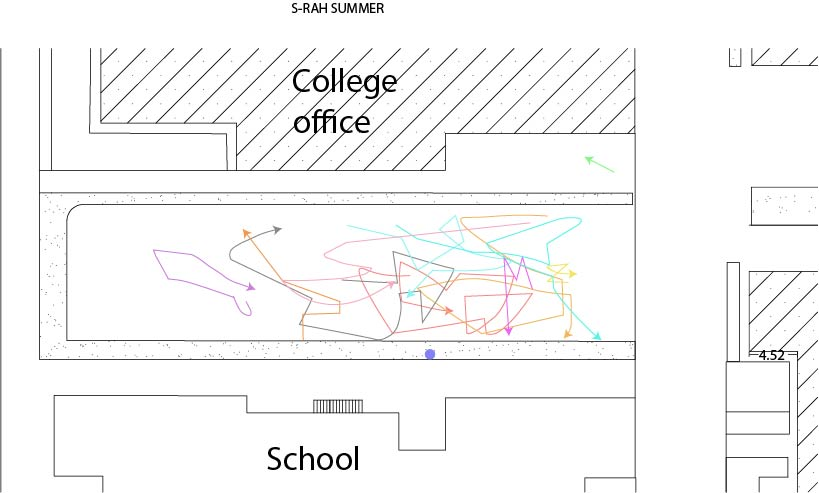 S-RAH SUMMER
College
office
4.52
School